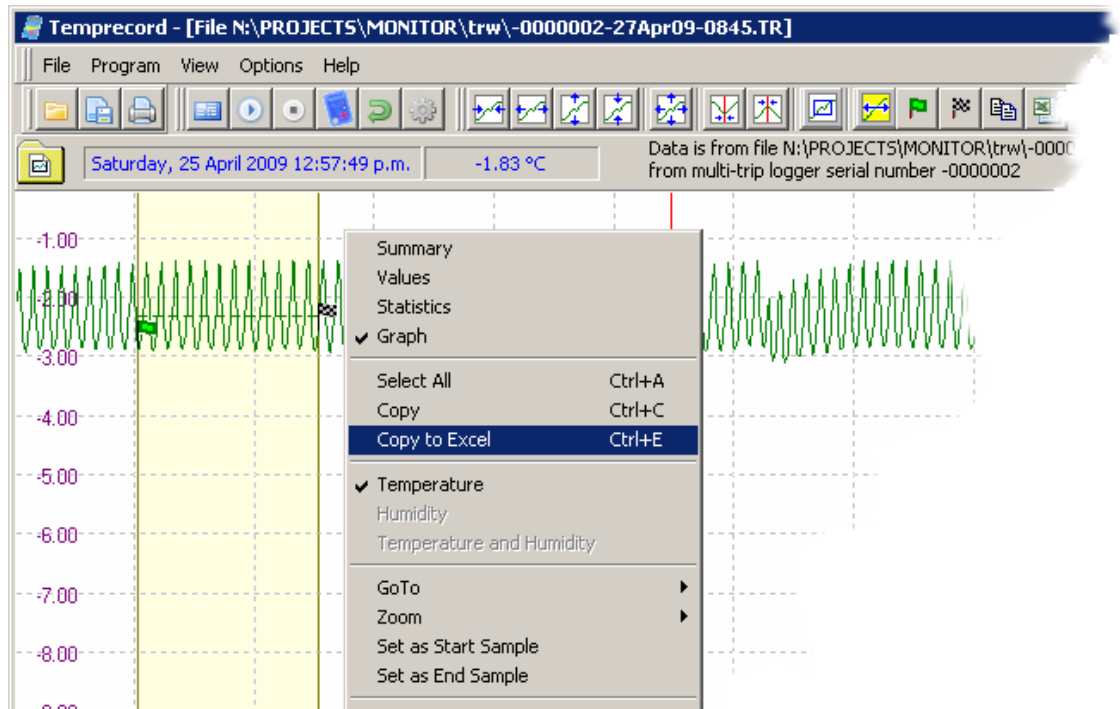 Temprecord - [File N:\PROJECTS\MONITOR\trw\-0000002-27Apr09-0845.TR]
File Program View Options Help
Saturday, 25 April 2009 12:57:49 p.m. -1.83 °C
Data is from file N:\PROJECTS\MONITOR\trw\-0000
from multi-trip logger serial number -0000002
-1.00
-2.00
-3.00
-4.00
-5.00
-6.00
-7.00
-8.00
Summary
Values
Statistics
Graph
Select All Ctrl+A
Copy Ctrl+C
Copy to Excel Ctrl+E
Temperature
Humidity
Temperature and Humidity
GoTo
Zoom
Set as Start Sample
Set as End Sample